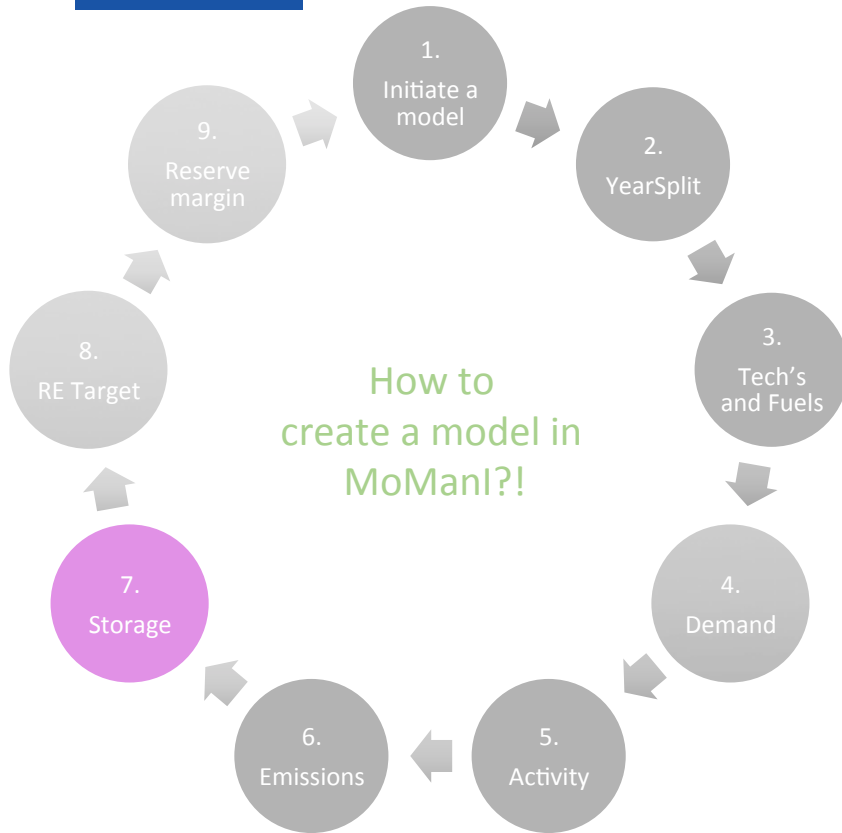 1.
Initiate a
model
2.
YearSplit
3.
Tech's
and Fuels
4.
Demand
5.
Activity
6.
Emissions
7.
Storage
8.
RE Target
9.
Reserve
margin
How to
create a model in
MoManI?!